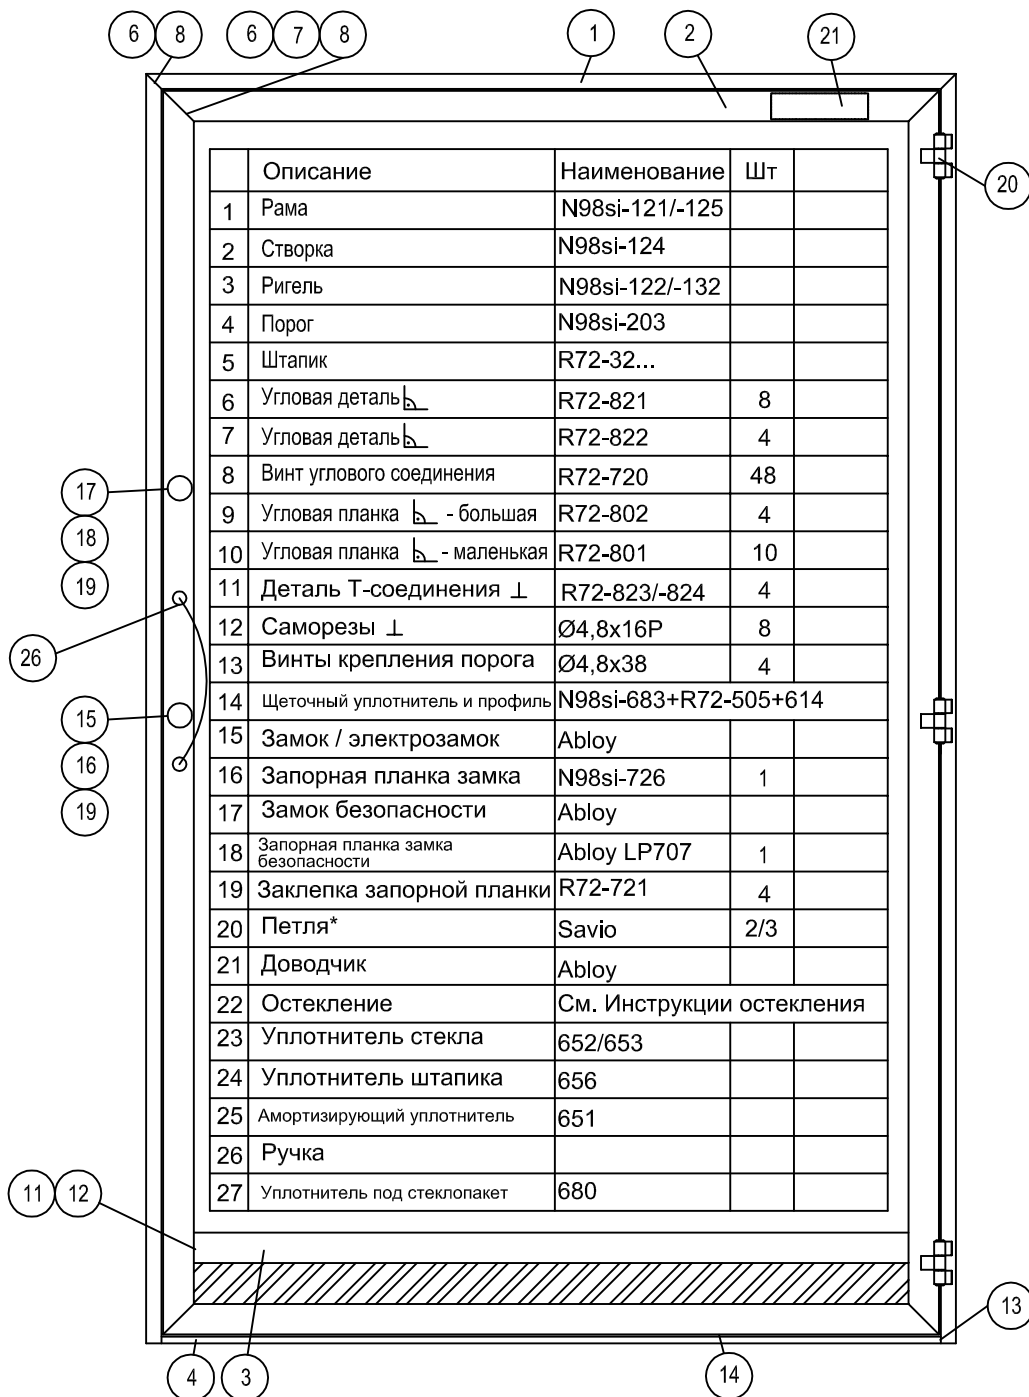 6 8 6 7 8 1 2 21
20
Описание Наименование Шт
1 Рама N98si-121/-125
2 Створка N98si-124
3 Ригель N98si-122/-132
4 Порог N98si-203
5 Штапик R72-32...
6 Угловая деталь R72-821 8
7 Угловая деталь R72-822 4
8 Винт углового соединения R72-720 48
9 Угловая планка - большая R72-802 4
10 Угловая планка - маленькая R72-801 10
11 Деталь Т-соединения ⊥ R72-823/-824 4
12 Саморезы ⊥ Ø4,8x16P 8
13 Винты крепления порога Ø4,8x38 4
14 Щеточный уплотнитель и профиль N98si-683+R72-505+614
15 Замок / электрозамок Abloy
16 Запорная планка замка N98si-726 1
17 Замок безопасности Abloy
18 Запорная планка замка
безопасности Abloy LP707 1
19 Заклепка запорной планки R72-721 4
20 Петля* Savio 2/3
21 Доводчик Abloy
22 Остекление См. Инструкции остекления
23 Уплотнитель стекла 652/653
24 Уплотнитель штапика 656
25 Амортизирующий уплотнитель 651
26 Ручка
27 Уплотнитель под стеклопакет 680
17
18
19
26
15
16
19
11 12
13
4 3 14